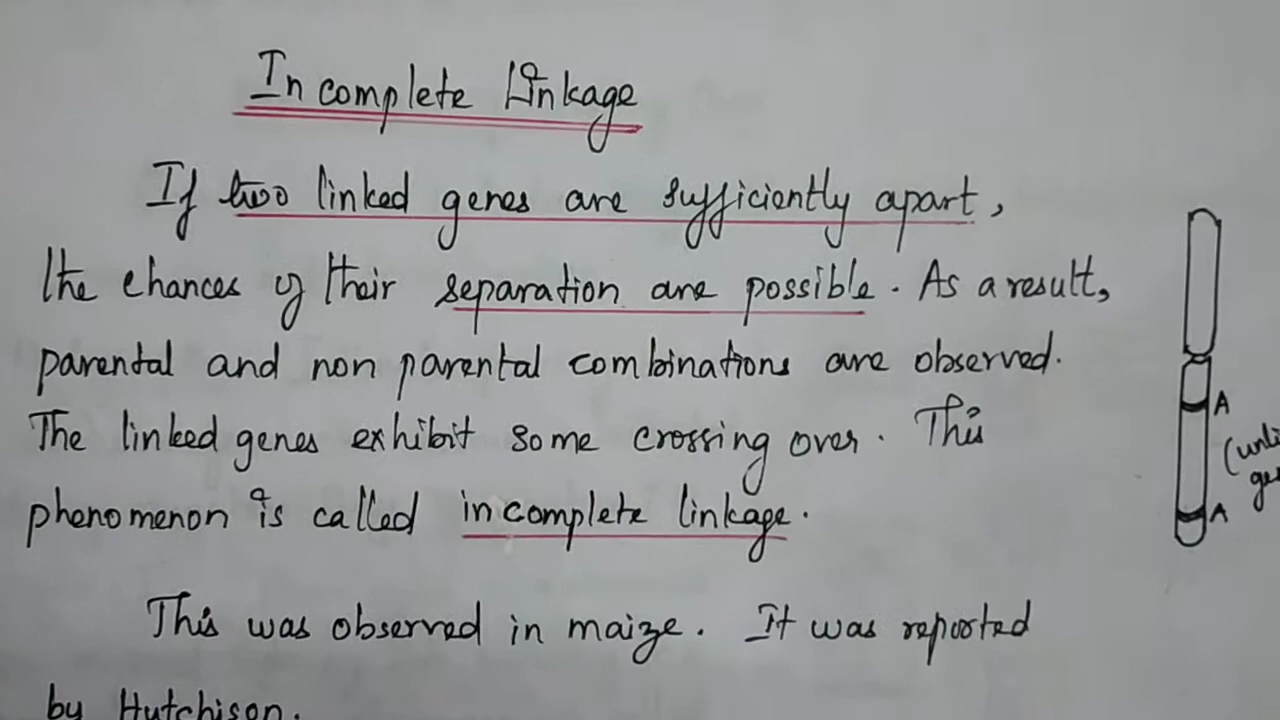 Incomplete Linkage
If two linked genes are sufficiently apart,
the chances of their separation are possible. As a result,
parental and non parental combinations are observed.
The linked genes exhibit some crossing over. This
phenomenon is called incomplete linkage.
This was observed in maize. It was reported
by Hutchison.
A
A